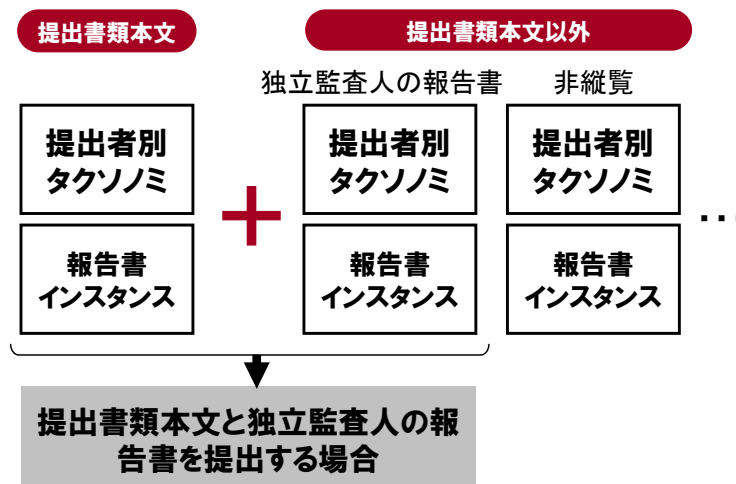 提出書類本文
提出書類本文以外
独立監査人の報告書
非縦覧
提出者別
タクソノミ
提出者別
タクソノミ
提出者別
タクソノミ
+
…
報告書
インスタンス
報告書
インスタンス
報告書
インスタンス
提出書類本文と独立監査人の報
告書を提出する場合